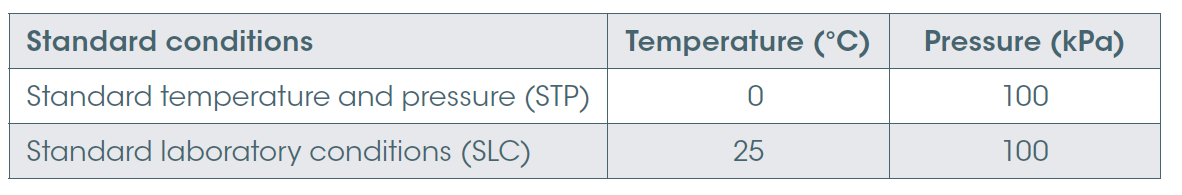 Standard conditions Temperature (°C) Pressure (kPa)
Standard temperature and pressure (STP) 0 100
Standard laboratory conditions (SLC) 25 100